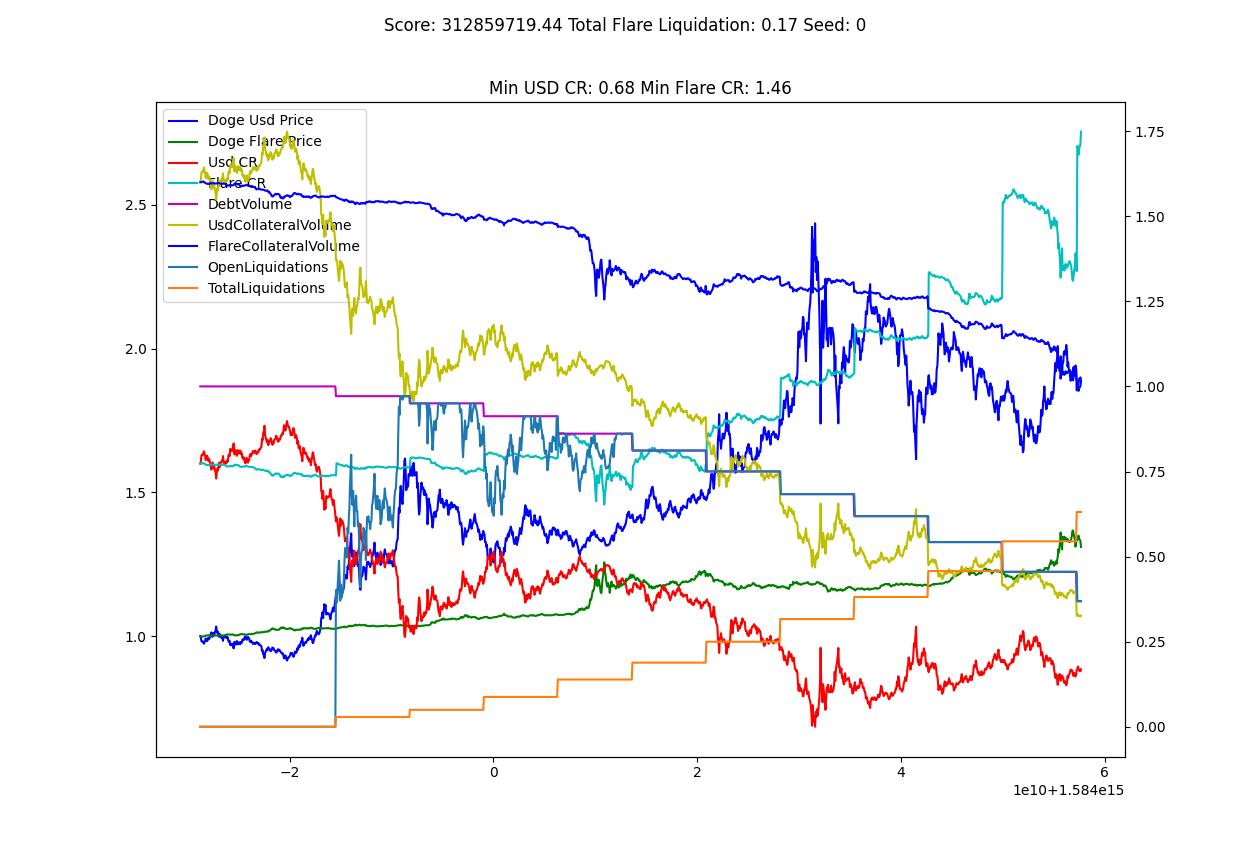 Score: 312859719.44 Total Flare Liquidation: 0.17 Seed: 0
Min USD CR: 0.68 Min Flare CR: 1.46
Doge Usd Price
Doge Flare Price
Usd CR
Flare CR
DebtVolume
UsdCollateralVolume
FlareCollateralVolume
OpenLiquidations
TotalLiquidations
2.5
2.0
1.5
1.0
1.75
1.50
1.25
1.00
0.75
0.50
0.25
0.00
−2
0
2
4
6
1e10+1.584e15